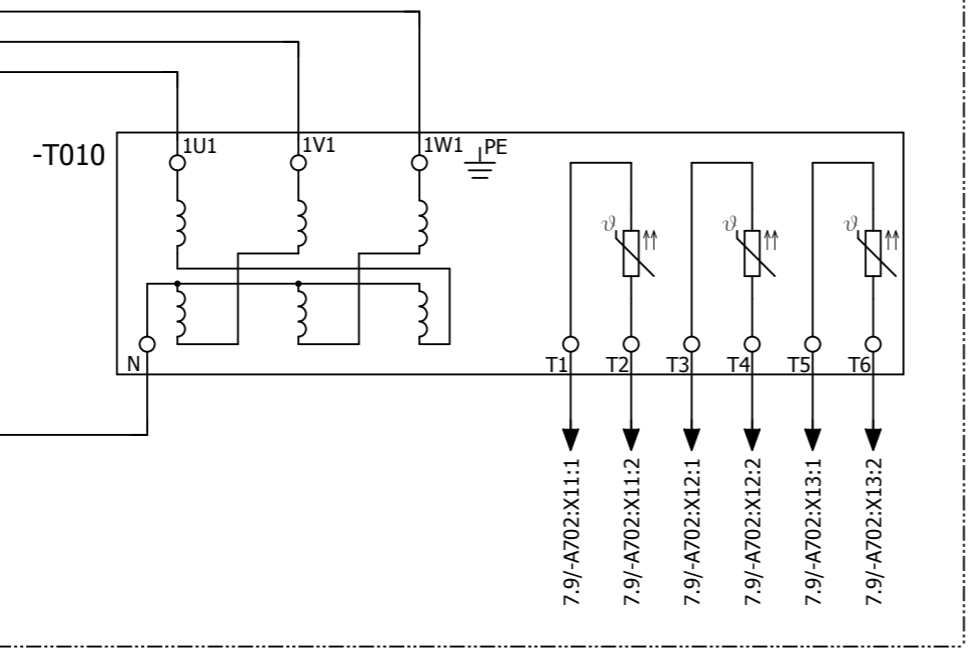 1U1
1V1
1W1
PE
-T010
ϑ
ϑ
ϑ
N
T1
T2
T3
T4
T5
T6
7.9/-A702:X11:1
7.9/-A702:X11:2
7.9/-A702:X12:1
7.9/-A702:X12:2
7.9/-A702:X13:1
7.9/-A702:X13:2